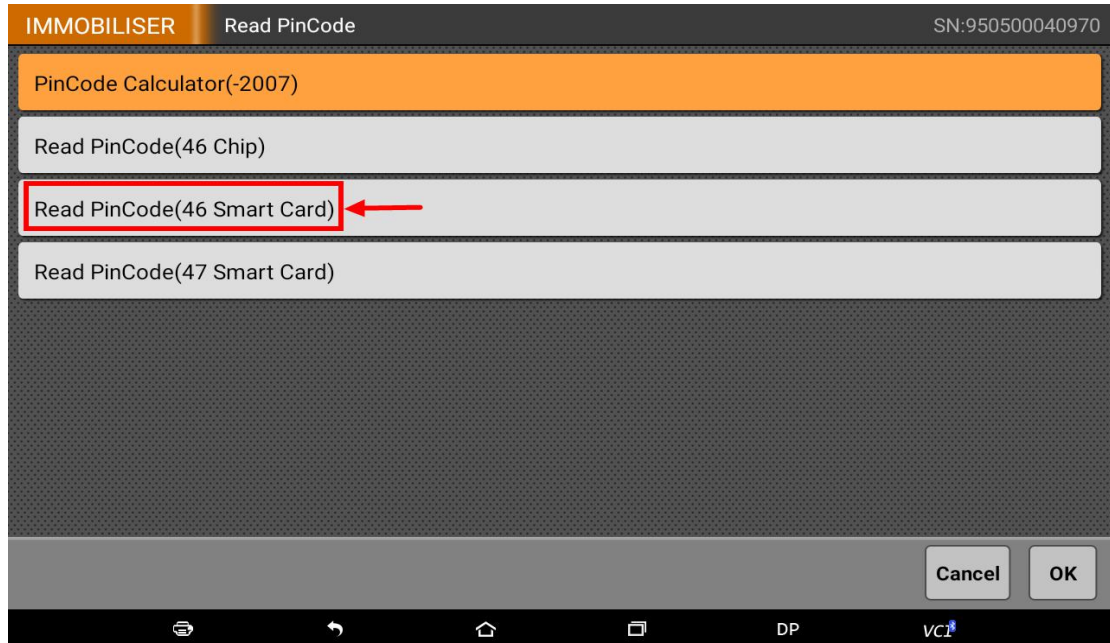 IMMOBILISER Read PinCode SN:950500040970
PinCode Calculator(-2007)
Read PinCode(46 Chip)
Read PinCode(46 Smart Card)
Read PinCode(47 Smart Card)
Cancel OK
DP VCI